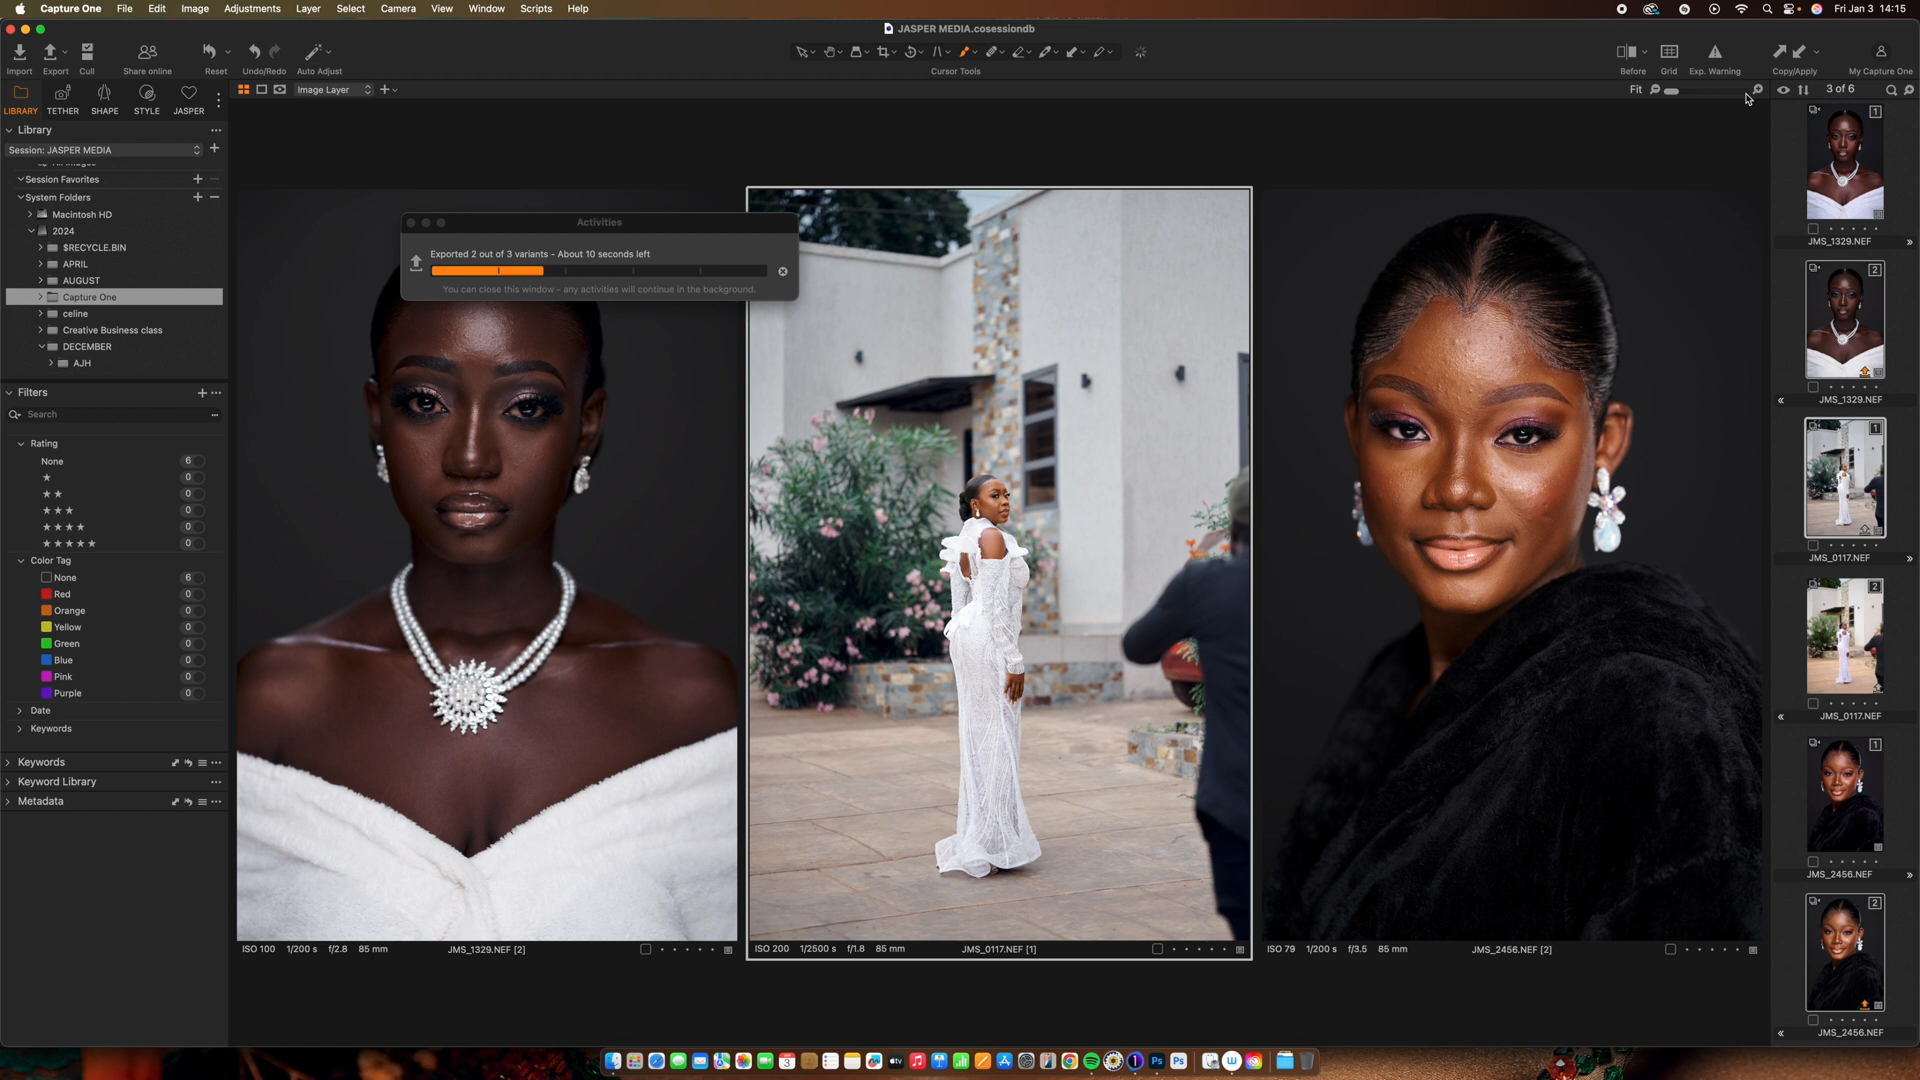 Capture One File Edit Image Adjustments Layer Select Camera View Window Scripts Help
Fri Jan 3 14:15
JASPER MEDIA.cosessiondb
Import Export Cull Share online Reset Undo/Redo Auto Adjust
Cursor Tools
Before Grid Exp. Warning Copy/Apply My Capture One
LIBRARY TETHER SHAPE STYLE JASPER
Image Layer
Fit
3 of 6
Library
Session: JASPER MEDIA
Session Favorites
System Folders
Macintosh HD
2024
$RECYCLE.BIN
APRIL
AUGUST
Capture One
celine
Creative Business class
DECEMBER
AJH
Filters
Search
Rating
None 6
★ 0
★★ 0
★★★ 0
★★★★ 0
★★★★★ 0
Color Tag
None 6
Red 0
Orange 0
Yellow 0
Green 0
Blue 0
Pink 0
Purple 0
Date
Keywords
Keywords
Keyword Library
Metadata
Activities
Exported 2 out of 3 variants - About 10 seconds left
You can close this window - any activities will continue in the background.
ISO 100 1/200 s f/2.8 85 mm JMS_1329.NEF [2]
ISO 200 1/2500 s f/1.8 85 mm JMS_0117.NEF [1]
ISO 79 1/200 s f/3.5 85 mm JMS_2456.NEF [2]
1
JMS_1329.NEF
2
JMS_1329.NEF
1
JMS_0117.NEF
2
JMS_0117.NEF
1
JMS_2456.NEF
2
JMS_2456.NEF